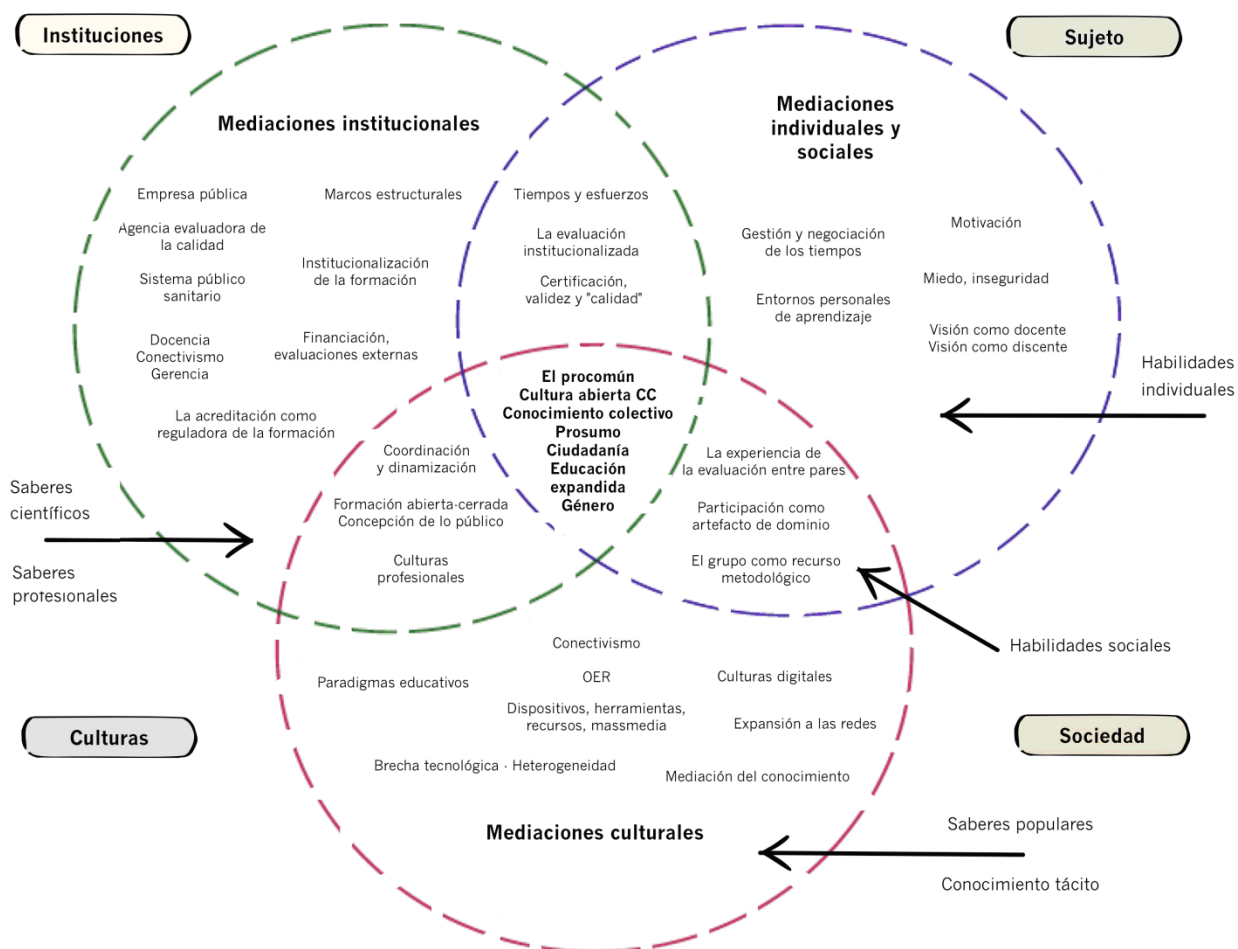 Instituciones
Sujeto
Mediaciones institucionales
Mediaciones
individuales y
sociales
Empresa pública
Marcos estructurales
Tiempos y esfuerzos
Agencia evaluadora de
la calidad
La evaluación
institucionalizada
Gestión y negociación
de los tiempos
Motivación
Sistema público
sanitario
Institucionalización
de la formación
Certificación,
validez y "calidad"
Entornos personales
de aprendizaje
Miedo, inseguridad
Docencia
Conectivismo
Gerencia
Financiación,
evaluaciones externas
Visión como docente
Visión como discente
Habilidades
individuales
La acreditación como
reguladora de la formación
El procomún
Cultura abierta CC
Conocimiento colectivo
Prosumo
Ciudadanía
Educación
expandida
Género
Coordinación
y dinamización
La experiencia de
la evaluación entre pares
Saberes
científicos
Formación abierta-cerrada
Concepción de lo público
Participación como
artefacto de dominio
Saberes
profesionales
Culturas
profesionales
El grupo como recurso
metodológico
Habilidades sociales
Conectivismo
Paradigmas educativos
OER
Culturas digitales
Dispositivos, herramientas,
recursos, massmedia
Expansión a las redes
Culturas
Sociedad
Brecha tecnológica - Heterogeneidad
Mediación del conocimiento
Mediaciones culturales
Saberes populares
Conocimiento tácito